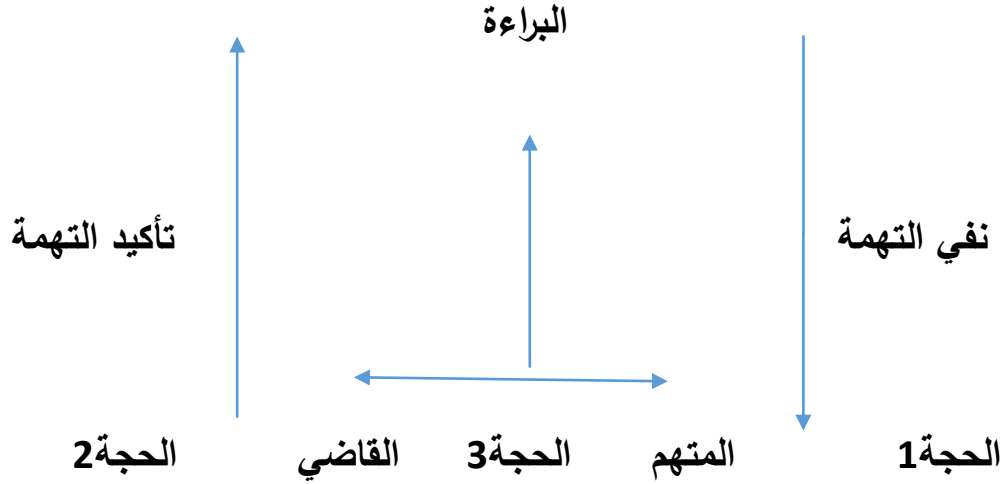 البراءة
نفي التهمة تأكيد التهمة
الحجة1 المتهم الحجة3 القاضي الحجة2